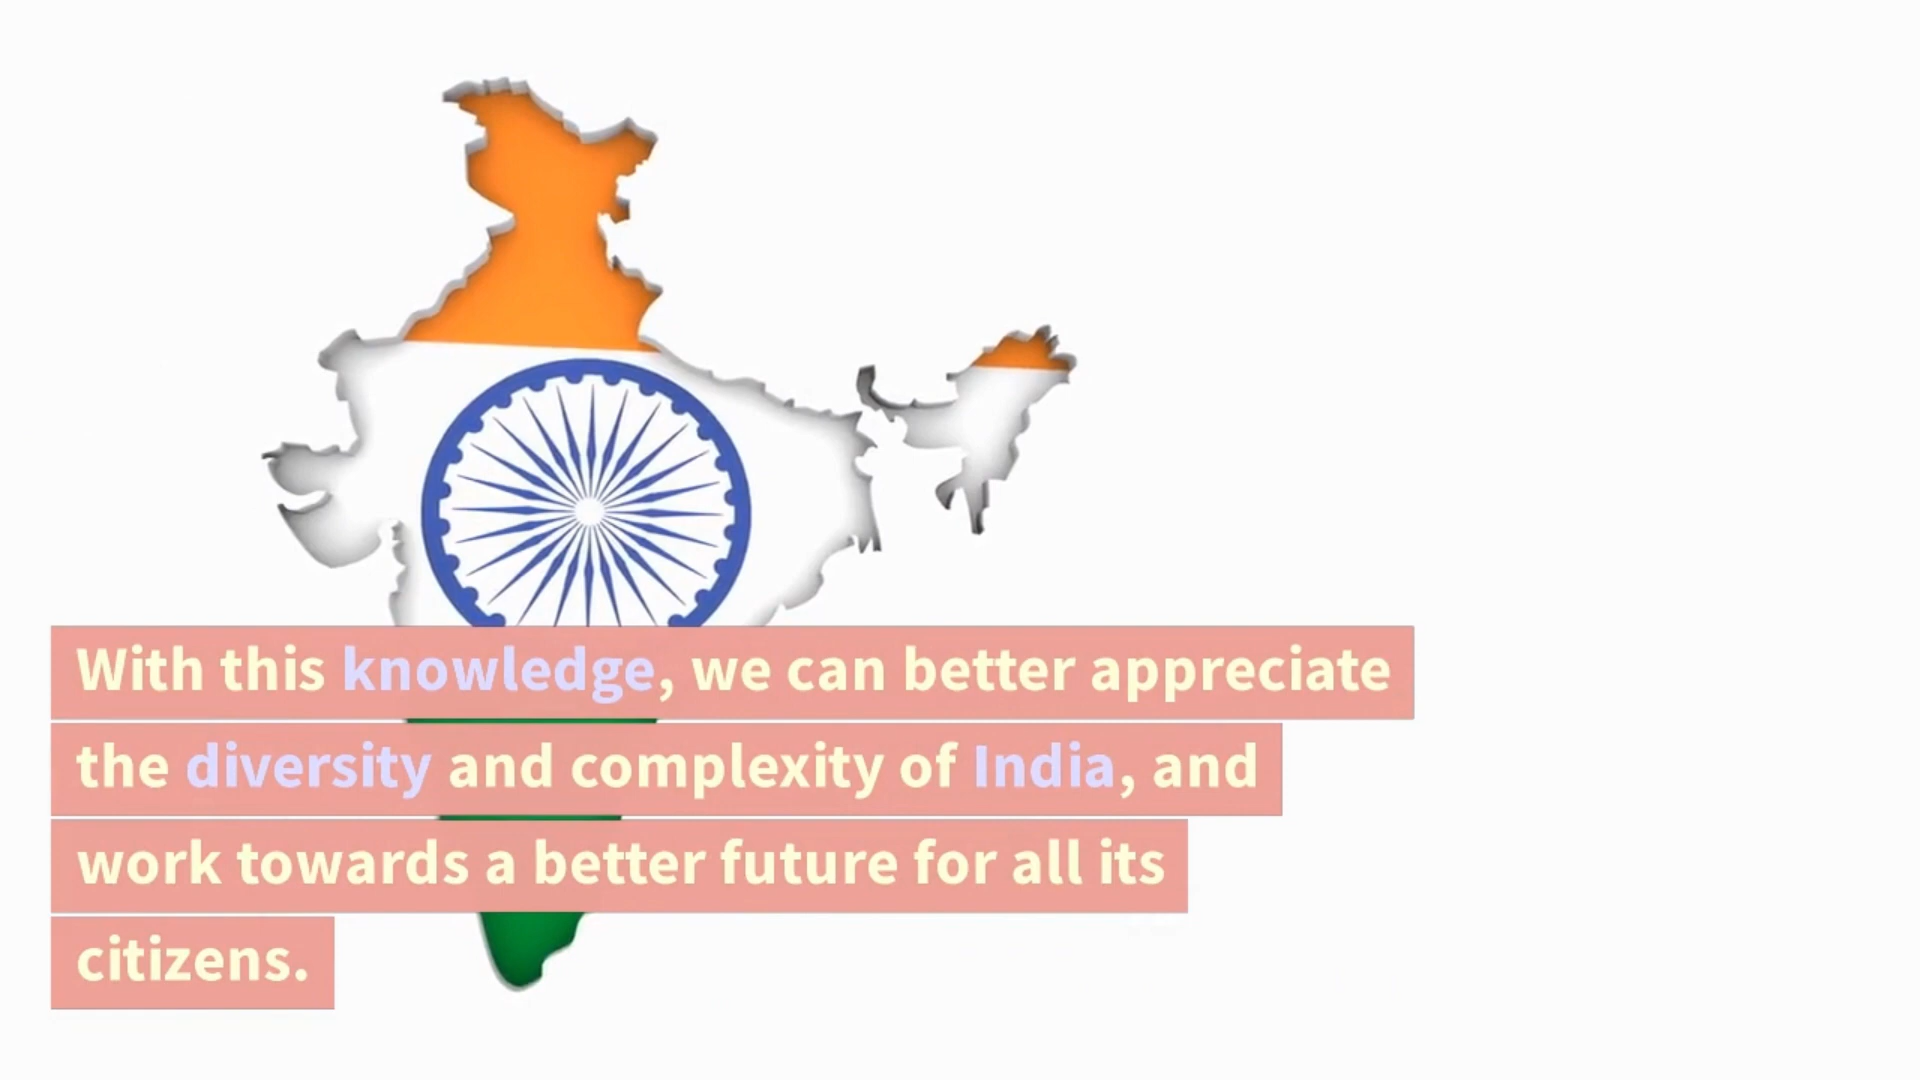 With this knowledge, we can better appreciate
the diversity and complexity of India, and
work towards a better future for all its
citizens.